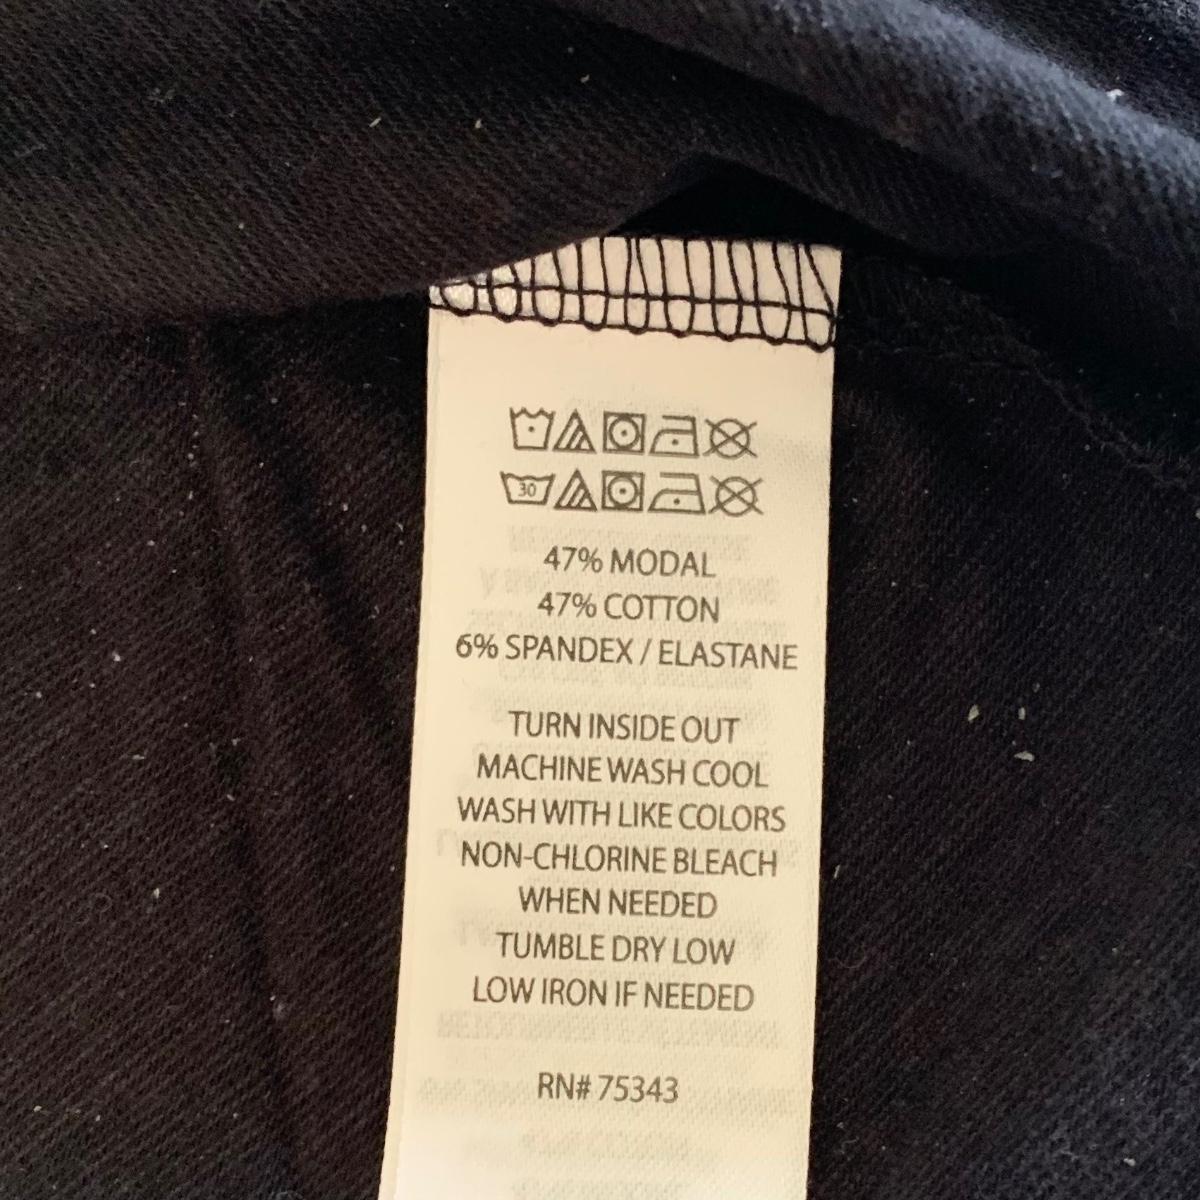 30
47% MODAL
47% COTTON
6% SPANDEX / ELASTANE
TURN INSIDE OUT
MACHINE WASH COOL
WASH WITH LIKE COLORS
NON-CHLORINE BLEACH
WHEN NEEDED
TUMBLE DRY LOW
LOW IRON IF NEEDED
RN# 75343